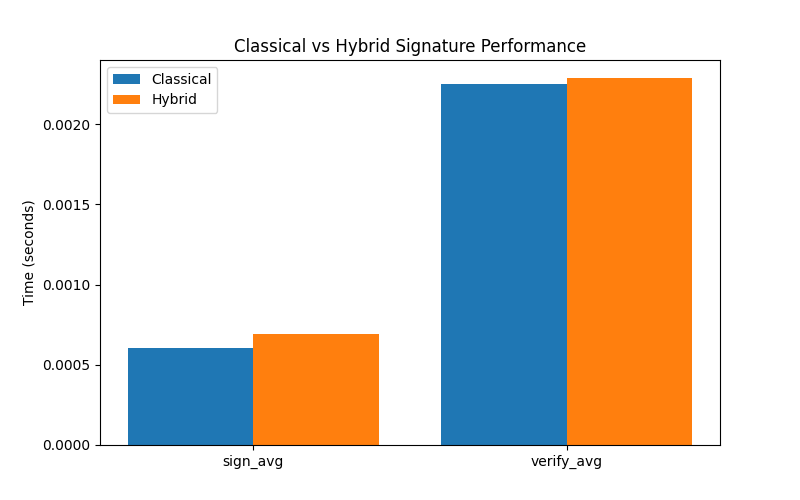 Classical vs Hybrid Signature Performance
Classical
Hybrid
Time (seconds)
0.0020
0.0015
0.0010
0.0005
0.0000
sign_avg
verify_avg